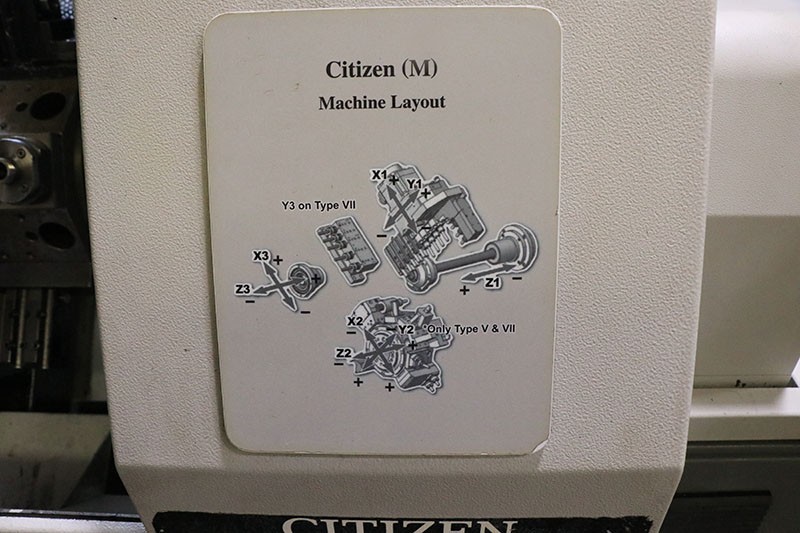 Citizen (M)
Machine Layout
X1 +
Y1 +
Y3 on Type VII
−
−
X3 +
+
Z3
−
−
Z1
+
−
X2
−
Y2 *Only Type V & VII
+
Z2
−
+
+
CITIZEN